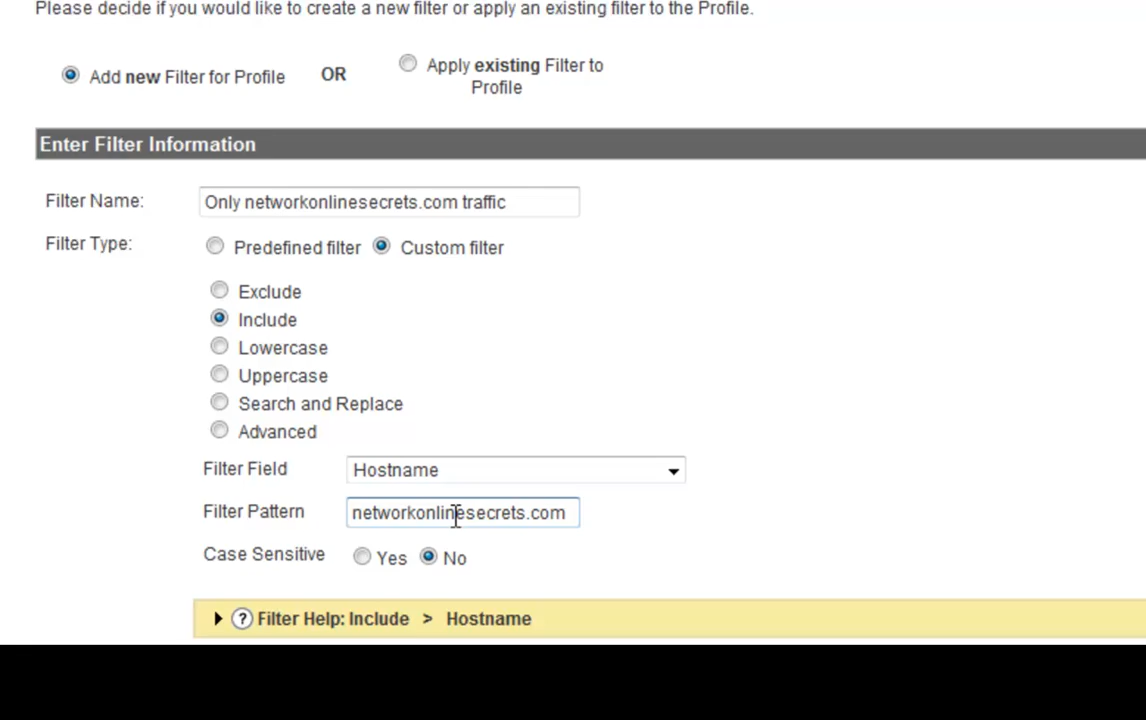 Please decide if you would like to create a new filter or apply an existing filter to the Profile.
Add new Filter for Profile OR Apply existing Filter to
Profile
Enter Filter Information
Filter Name: Only networkonlinesecrets.com traffic
Filter Type: Predefined filter Custom filter
Exclude
Include
Lowercase
Uppercase
Search and Replace
Advanced
Filter Field Hostname
Filter Pattern networkonlinesecrets.com
Case Sensitive Yes No
? Filter Help: Include > Hostname